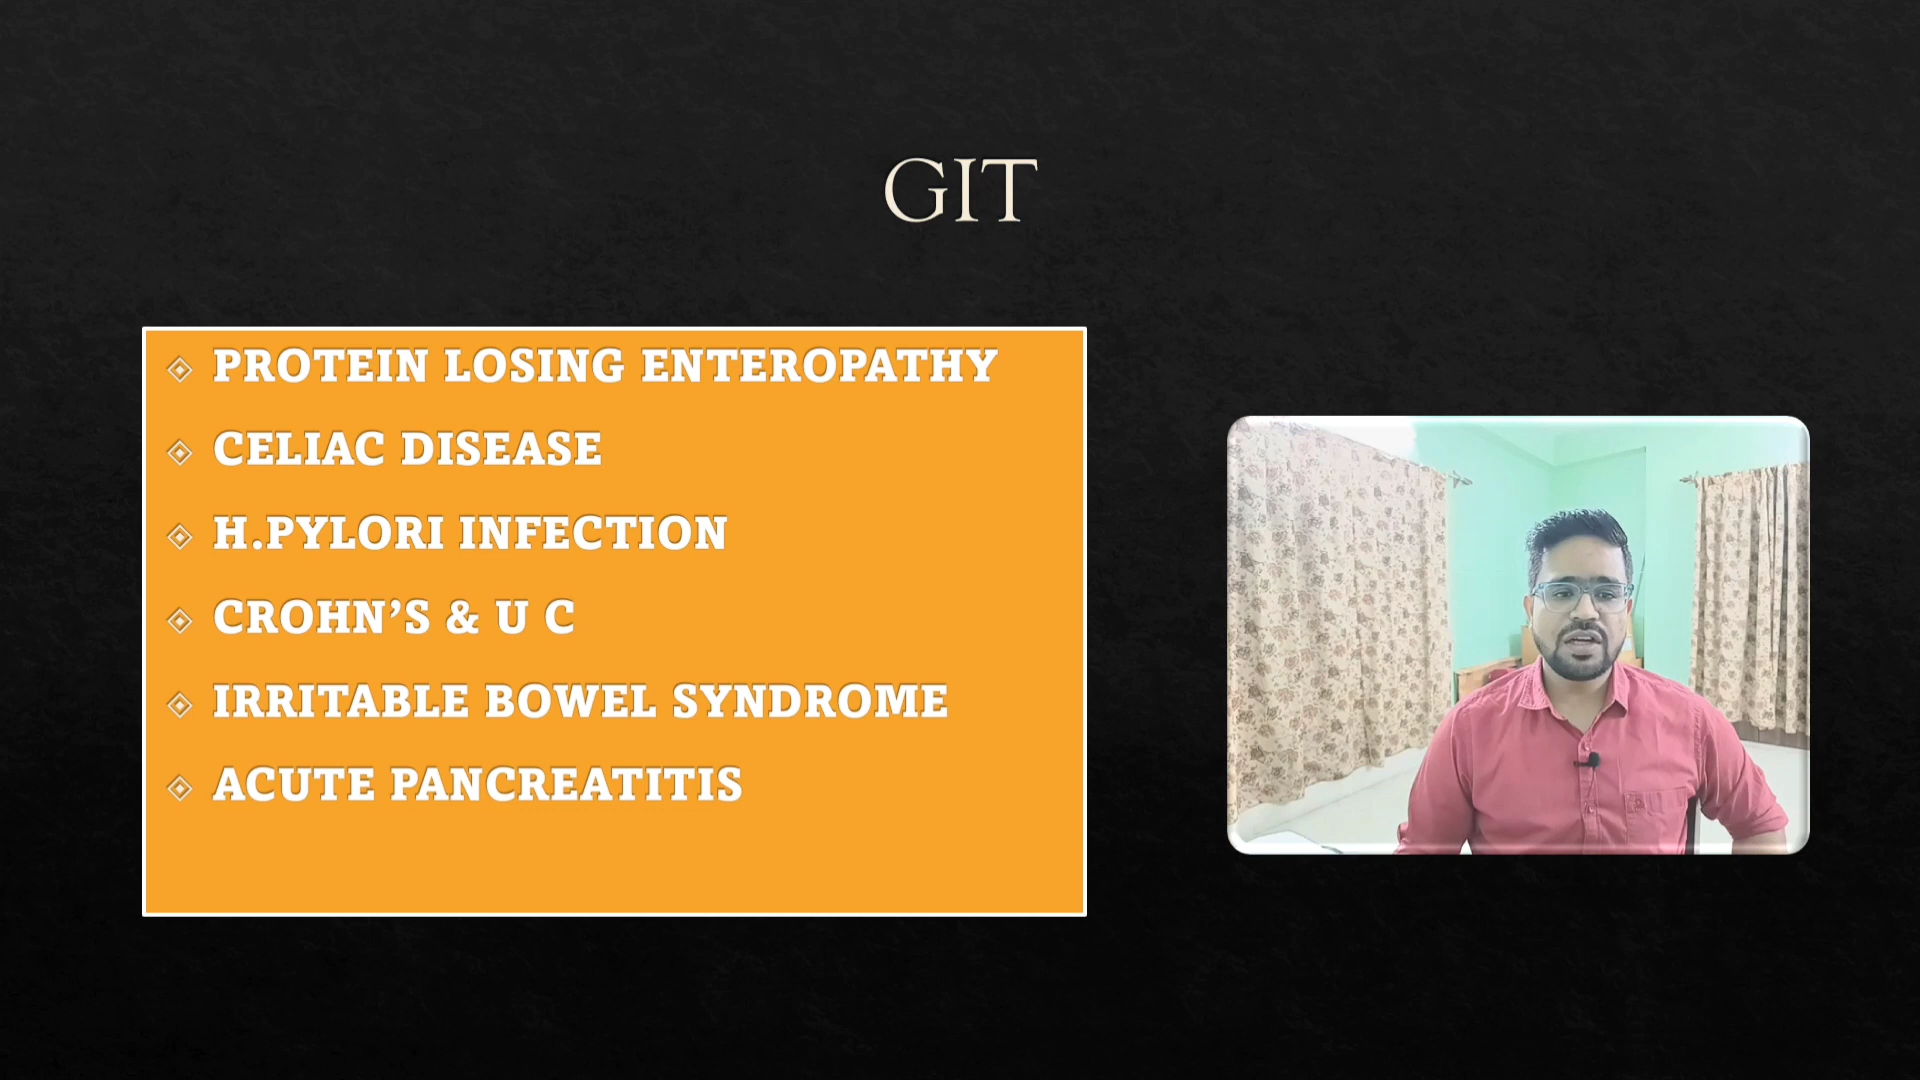 GIT
PROTEIN LOSING ENTEROPATHY
CELIAC DISEASE
H.PYLORI INFECTION
CROHN’S & U C
IRRITABLE BOWEL SYNDROME
ACUTE PANCREATITIS